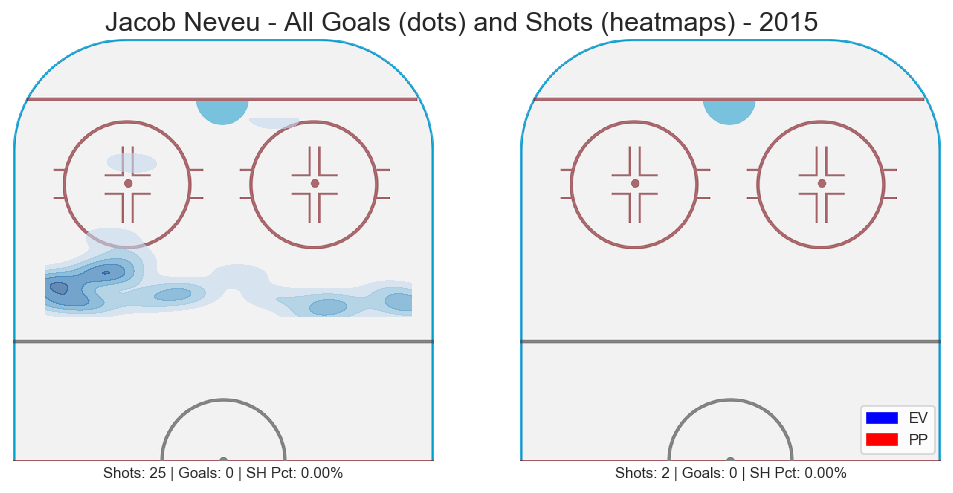 Jacob Neveu - All Goals (dots) and Shots (heatmaps) - 2015
EV
PP
Shots: 25 | Goals: 0 | SH Pct: 0.00%
Shots: 2 | Goals: 0 | SH Pct: 0.00%